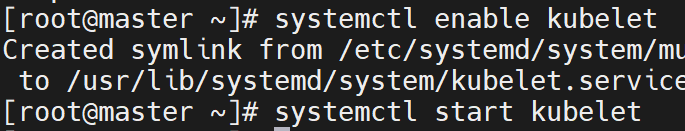 [root@master ~]# systemctl enable kubelet
Created symlink from /etc/systemd/system/mu
to /usr/lib/systemd/system/kubelet.service
[root@master ~]# systemctl start kubelet